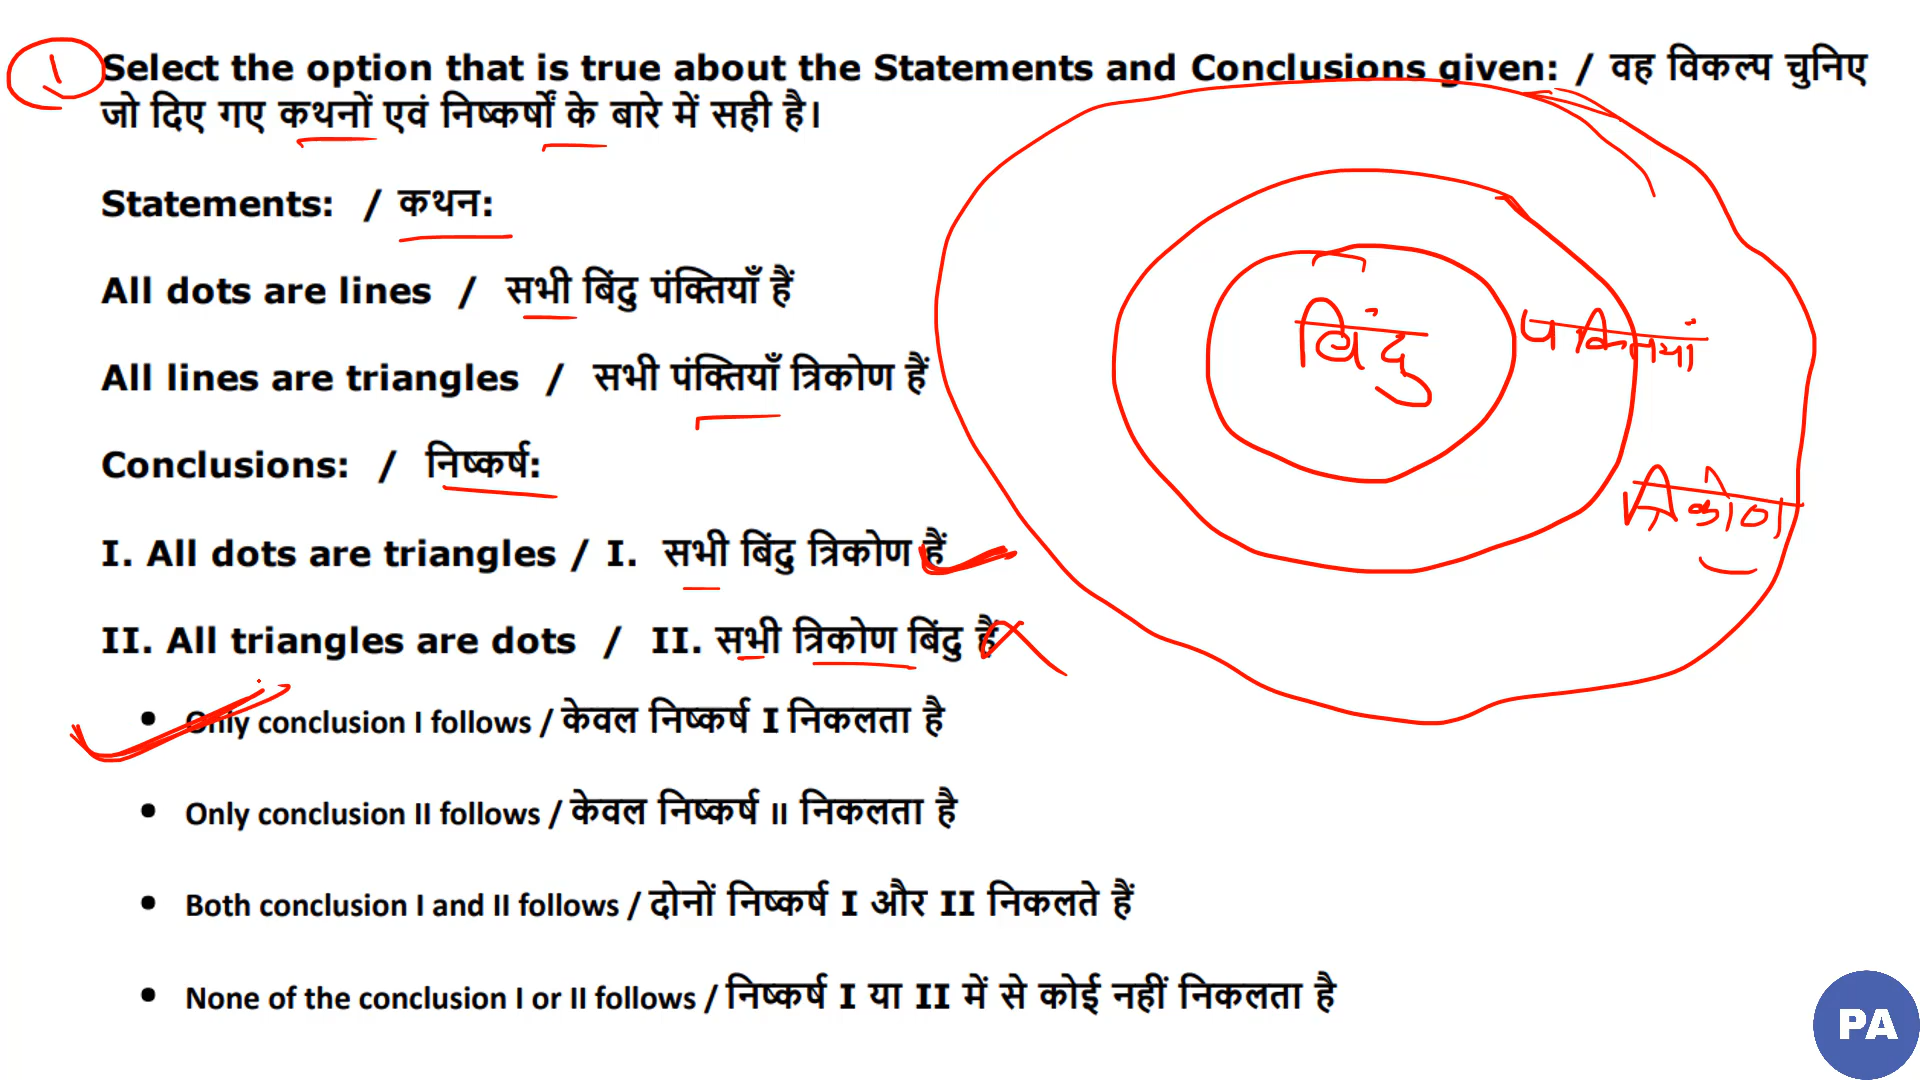 1
Select the option that is true about the Statements and Conclusions given: / वह विकल्प चुनिए
जो दिए गए कथनों एवं निष्कर्षों के बारे में सही है।
Statements: / कथन:
All dots are lines / सभी बिंदु पंक्तियाँ हैं
All lines are triangles / सभी पंक्तियाँ त्रिकोण हैं
Conclusions: / निष्कर्ष:
I. All dots are triangles / I. सभी बिंदु त्रिकोण हैं
II. All triangles are dots / II. सभी त्रिकोण बिंदु हैं
• Only conclusion I follows / केवल निष्कर्ष I निकलता है
• Only conclusion II follows / केवल निष्कर्ष II निकलता है
• Both conclusion I and II follows / दोनों निष्कर्ष I और II निकलते हैं
• None of the conclusion I or II follows / निष्कर्ष I या II में से कोई नहीं निकलता है
बिंदु
पंक्तियां
त्रिकोण
PA